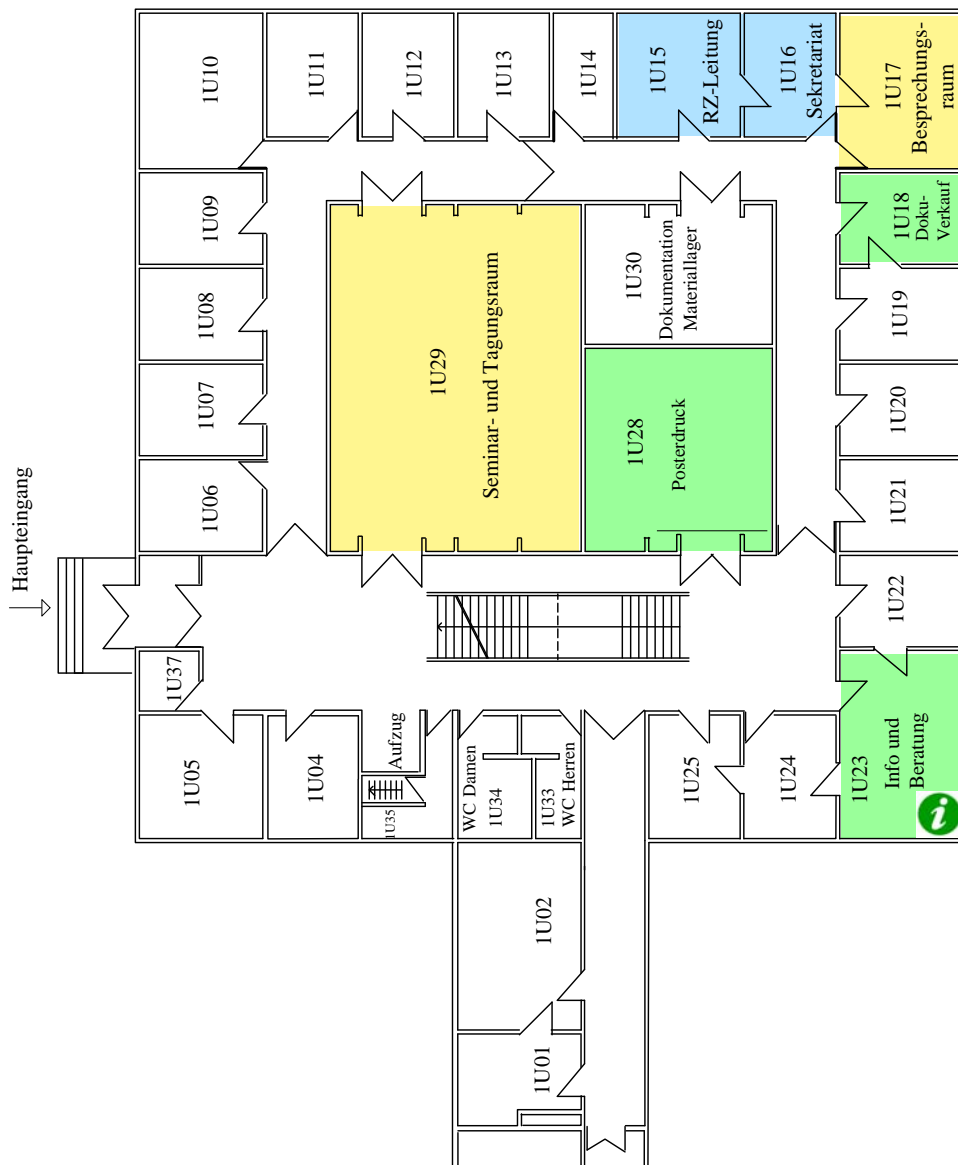 Haupteingang
1U10
1U11
1U12
1U13
1U14
1U15
RZ-Leitung
1U16
Sekretariat
1U17
Besprechungs-
raum
1U09
1U18
Doku-
Verkauf
1U08
1U30
Dokumentation
Materiallager
1U19
1U07
1U29
Seminar- und Tagungsraum
1U28
Posterdruck
1U20
1U06
1U21
1U22
1U37
1U05
1U04
Aufzug
1U35
WC Damen
1U34
1U33
WC Herren
1U25
1U24
1U23
Info und
Beratung
i
1U02
1U01